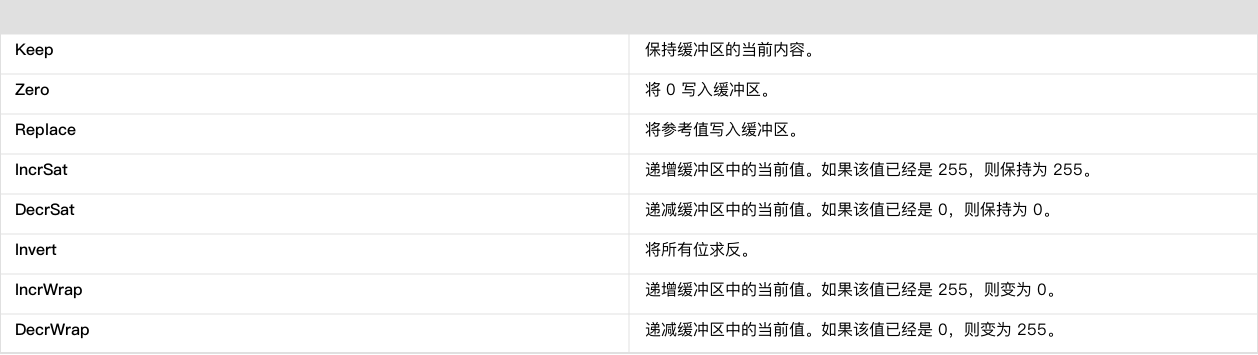 Keep 保持缓冲区的当前内容。
Zero 将 0 写入缓冲区。
Replace 将参考值写入缓冲区。
IncrSat 递增缓冲区中的当前值。如果该值已经是 255，则保持为 255。
DecrSat 递减缓冲区中的当前值。如果该值已经是 0，则保持为 0。
Invert 将所有位求反。
IncrWrap 递增缓冲区中的当前值。如果该值已经是 255，则变为 0。
DecrWrap 递减缓冲区中的当前值。如果该值已经是 0，则变为 255。